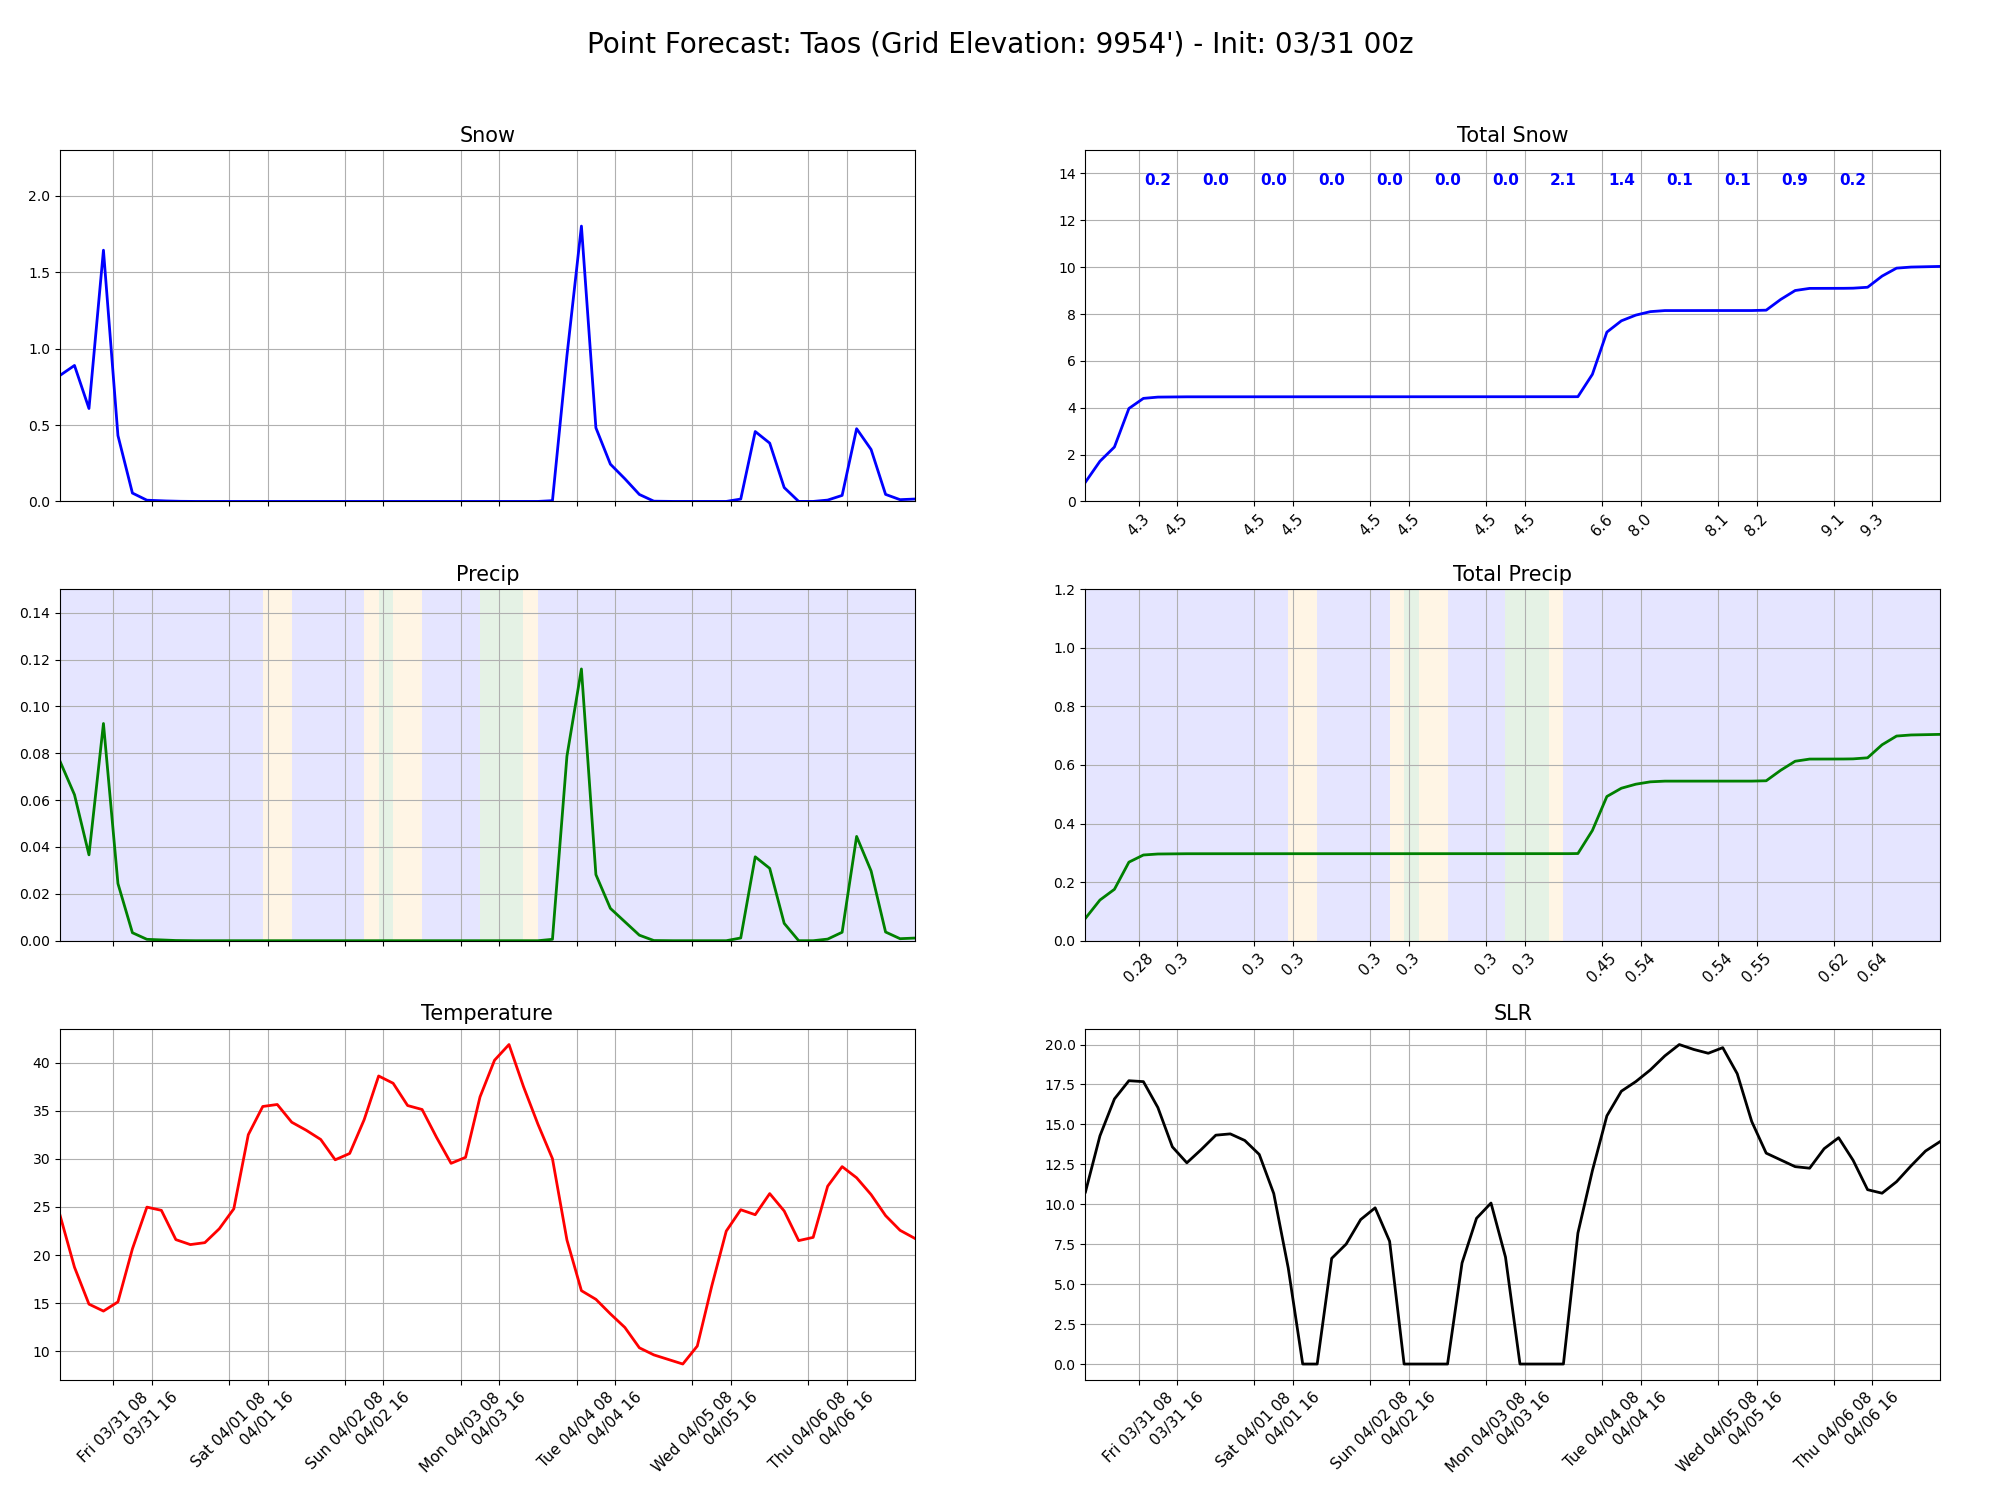 Point Forecast: Taos (Grid Elevation: 9954') - Init: 03/31 00z
Snow
2.0
1.5
1.0
0.5
0.0
Total Snow
14
12
10
8
6
4
2
0
0.2 0.0 0.0 0.0 0.0 0.0 0.0 2.1 1.4 0.1 0.1 0.9 0.2
4.3 4.5 4.5 4.5 4.5 4.5 4.5 4.5 6.6 8.0 8.1 8.2 9.1 9.3
Precip
0.14
0.12
0.10
0.08
0.06
0.04
0.02
0.00
Total Precip
1.2
1.0
0.8
0.6
0.4
0.2
0.0
0.28 0.3 0.3 0.3 0.3 0.3 0.3 0.3 0.45 0.54 0.54 0.55 0.62 0.64
Temperature
40
35
30
25
20
15
10
Fri 03/31 08
03/31 16
Sat 04/01 08
04/01 16
Sun 04/02 08
04/02 16
Mon 04/03 08
04/03 16
Tue 04/04 08
04/04 16
Wed 04/05 08
04/05 16
Thu 04/06 08
04/06 16
SLR
20.0
17.5
15.0
12.5
10.0
7.5
5.0
2.5
0.0
Fri 03/31 08
03/31 16
Sat 04/01 08
04/01 16
Sun 04/02 08
04/02 16
Mon 04/03 08
04/03 16
Tue 04/04 08
04/04 16
Wed 04/05 08
04/05 16
Thu 04/06 08
04/06 16